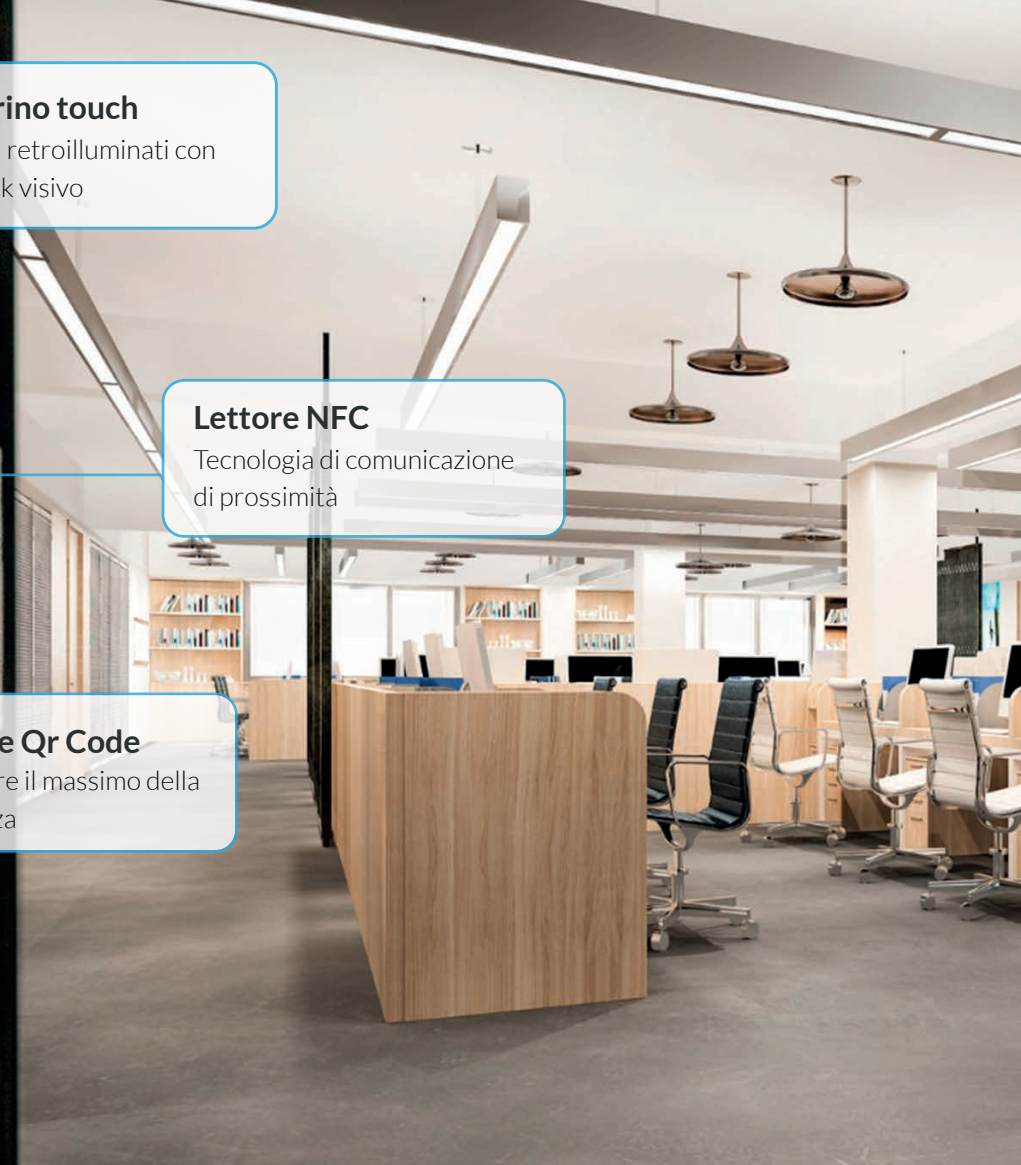 rino touch
retroilluminati con
k visivo
Lettore NFC
Tecnologia di comunicazione
di prossimità
e Qr Code
re il massimo della
za